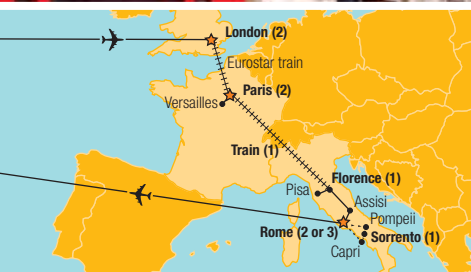 London (2)
Eurostar train
Paris (2)
Versailles
Train (1)
Florence (1)
Pisa
Assisi
Pompeii
Rome (2 or 3)
Sorrento (1)
Capri